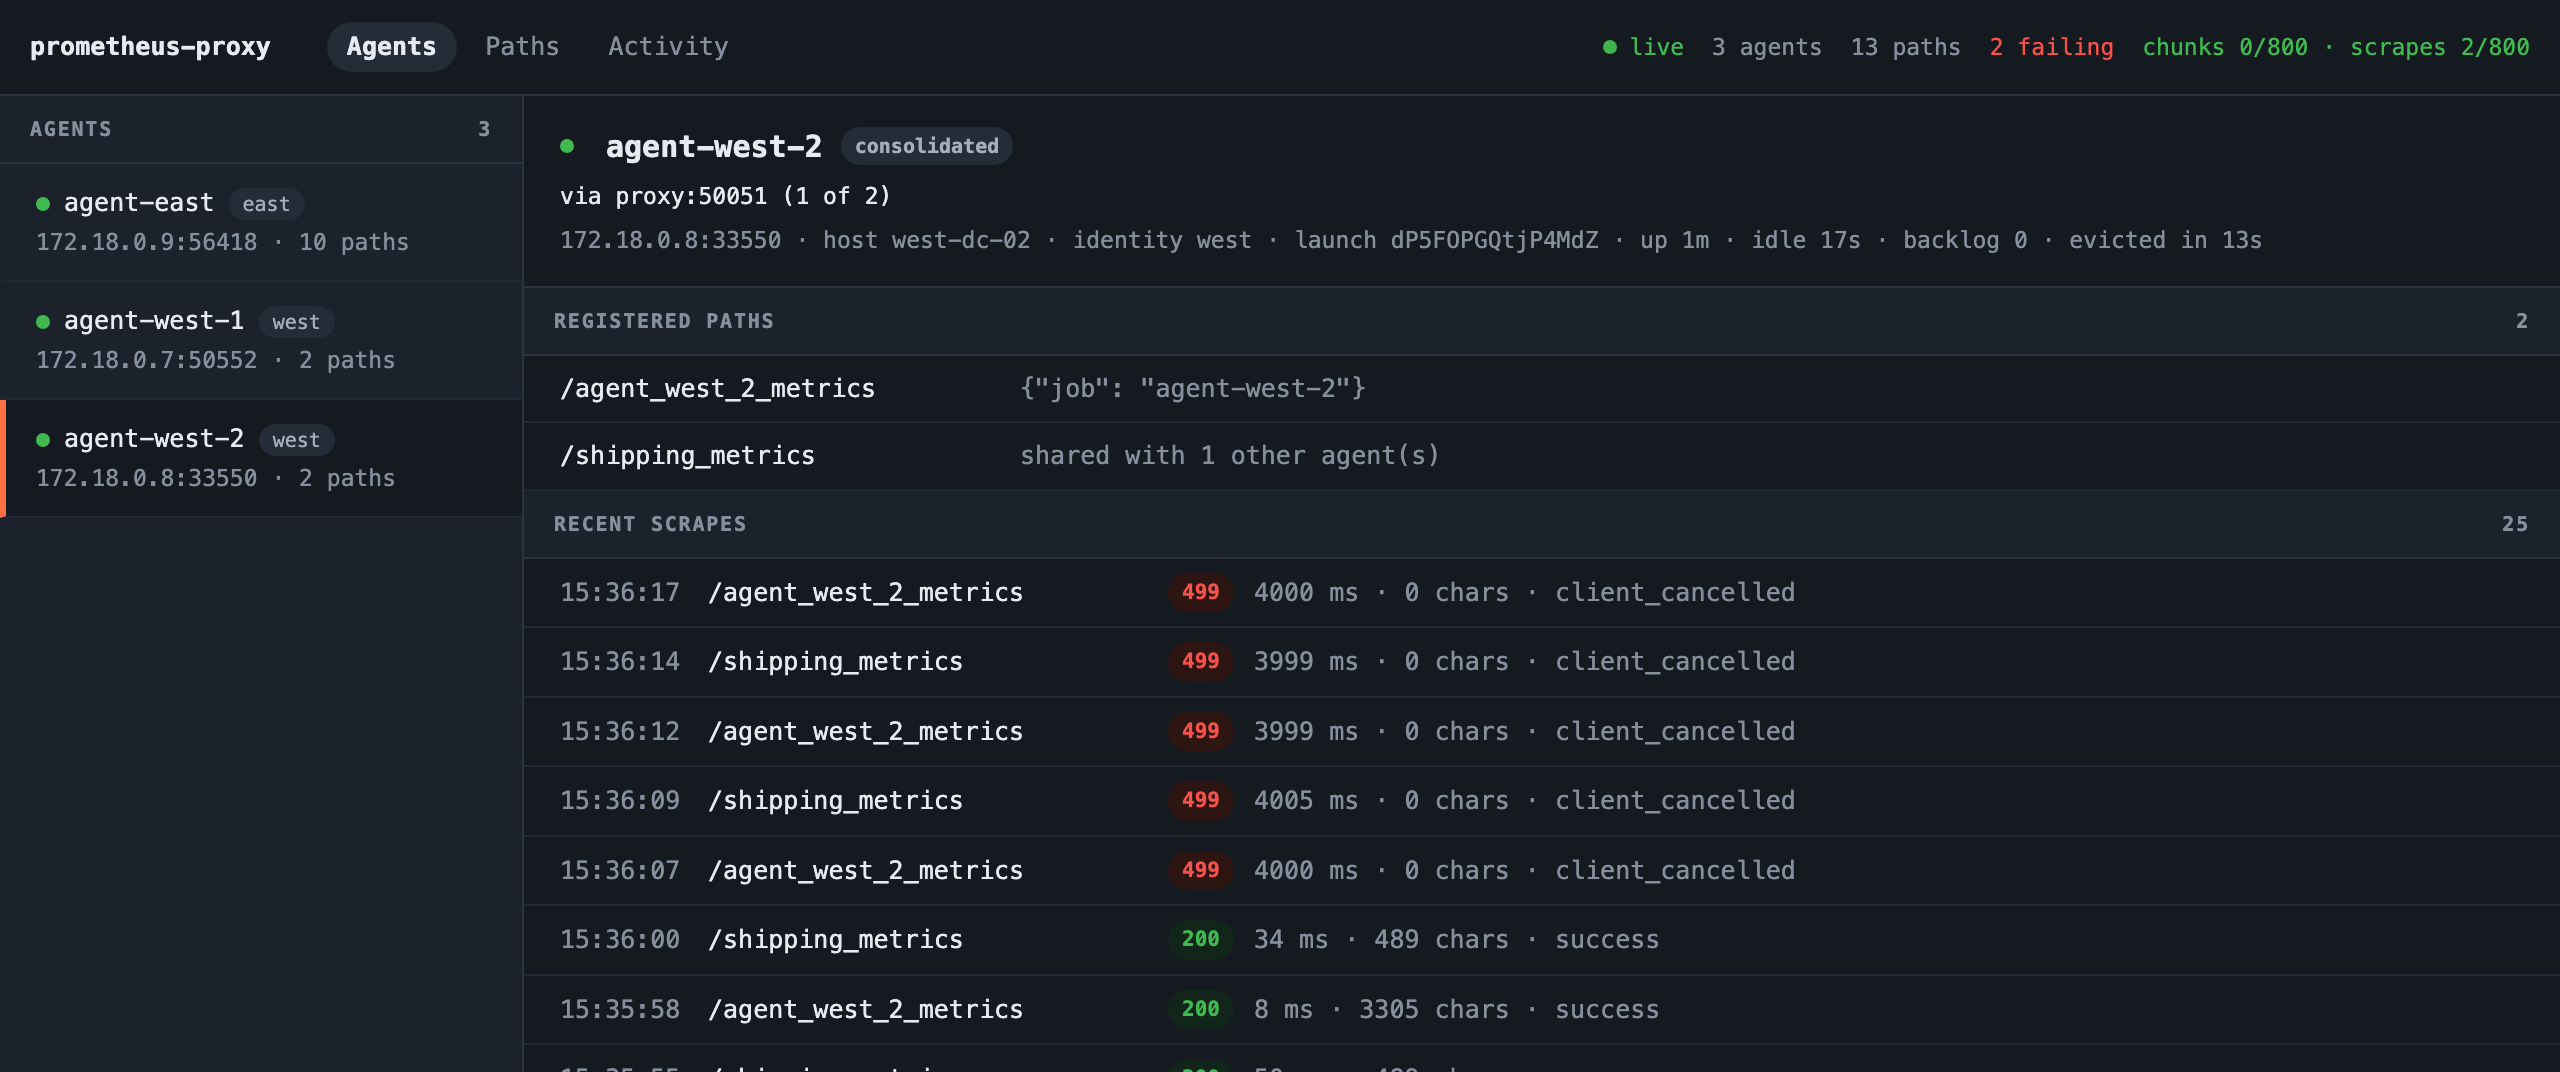 prometheus-proxy Agents Paths Activity live 3 agents 13 paths 2 failing chunks 0/800 · scrapes 2/800
AGENTS 3
agent-east east
172.18.0.9:56418 · 10 paths
agent-west-1 west
172.18.0.7:50552 · 2 paths
agent-west-2 west
172.18.0.8:33550 · 2 paths
agent-west-2 consolidated
via proxy:50051 (1 of 2)
172.18.0.8:33550 · host west-dc-02 · identity west · launch dP5FOPGQtjP4MdZ · up 1m · idle 17s · backlog 0 · evicted in 13s
REGISTERED PATHS 2
/agent_west_2_metrics {"job": "agent-west-2"}
/shipping_metrics shared with 1 other agent(s)
RECENT SCRAPES 25
15:36:17 /agent_west_2_metrics 499 4000 ms · 0 chars · client_cancelled
15:36:14 /shipping_metrics 499 3999 ms · 0 chars · client_cancelled
15:36:12 /agent_west_2_metrics 499 3999 ms · 0 chars · client_cancelled
15:36:09 /shipping_metrics 499 4005 ms · 0 chars · client_cancelled
15:36:07 /agent_west_2_metrics 499 4000 ms · 0 chars · client_cancelled
15:36:00 /shipping_metrics 200 34 ms · 489 chars · success
15:35:58 /agent_west_2_metrics 200 8 ms · 3305 chars · success